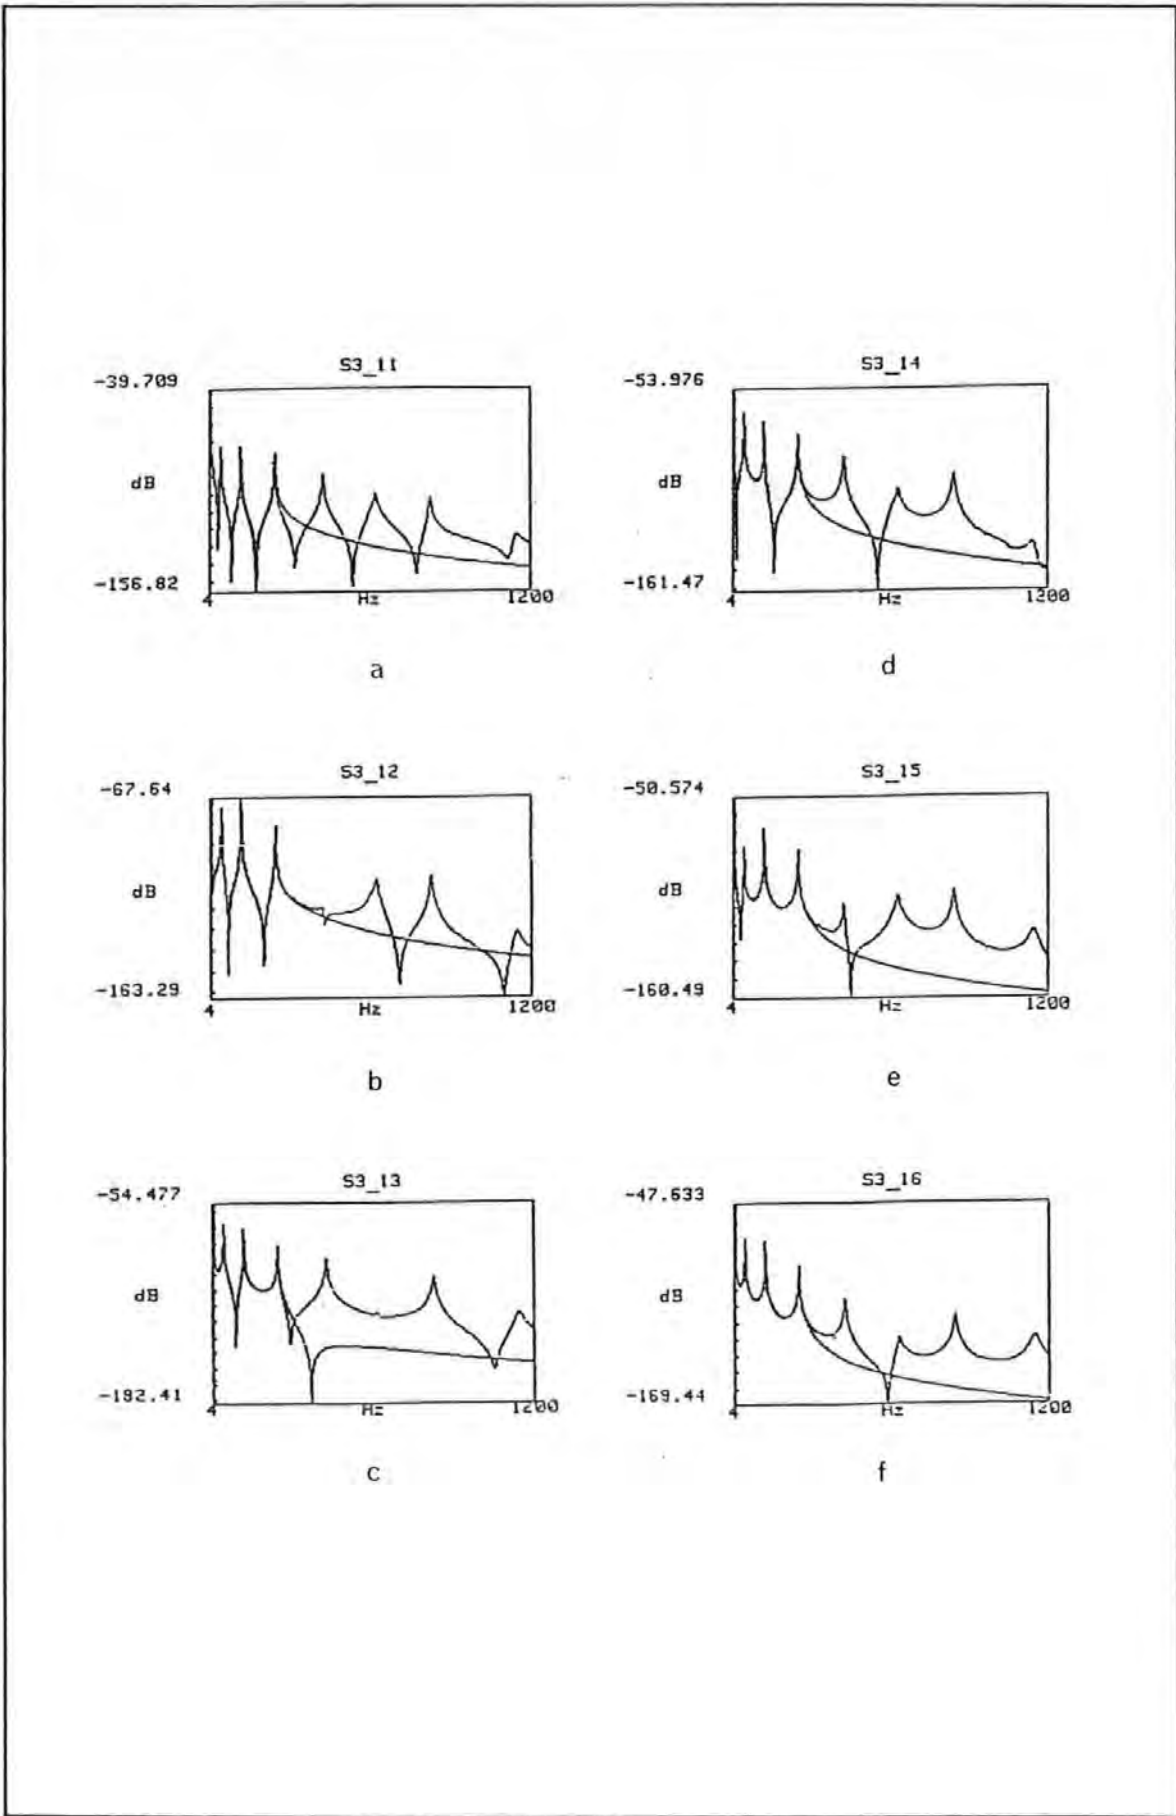 S3_11
-39.709
dB
-156.82
4
Hz
1200
a
S3_14
-53.976
dB
-161.47
4
Hz
1200
d
S3_12
-67.64
dB
-163.29
4
Hz
1200
b
S3_15
-50.574
dB
-160.49
4
Hz
1200
e
S3_13
-54.477
dB
-182.41
4
Hz
1200
c
S3_16
-47.633
dB
-169.44
4
Hz
1200
f